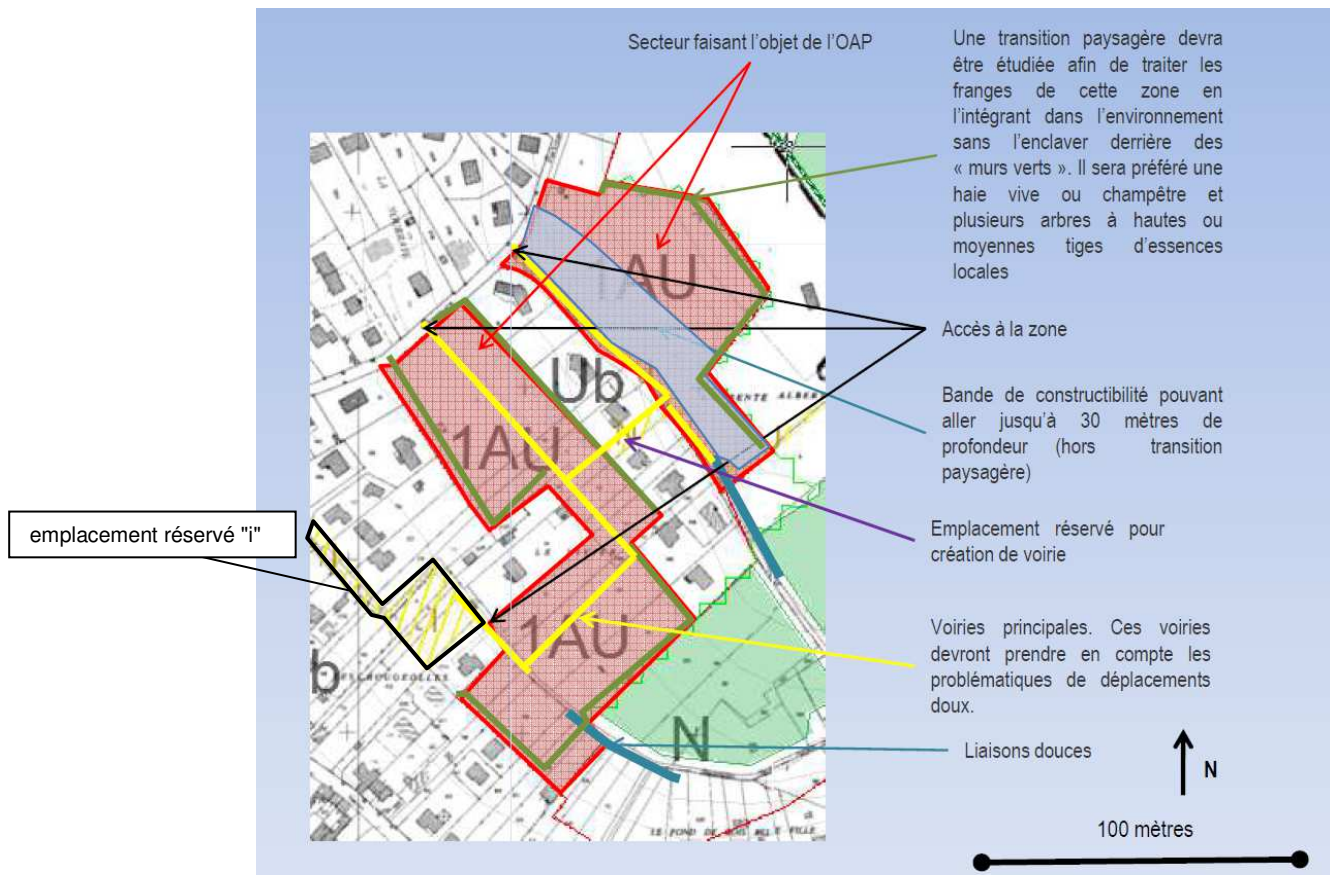 Secteur faisant l'objet de l'OAP
Une transition paysagère devra
être étudiée afin de traiter les
franges de cette zone en
l'intégrant dans l'environnement
sans l'enclaver derrière des
« murs verts ». Il sera préféré une
haie vive ou champêtre et
plusieurs arbres à hautes ou
moyennes tiges d'essences
locales
Accès à la zone
Bande de constructibilité pouvant
aller jusqu'à 30 mètres de
profondeur (hors transition
paysagère)
Emplacement réservé pour
création de voirie
Voiries principales. Ces voiries
devront prendre en compte les
problématiques de déplacements
doux.
Liaisons douces
N
100 mètres
emplacement réservé "i"
1AU
Ub
1AU
1AU
N
b
i